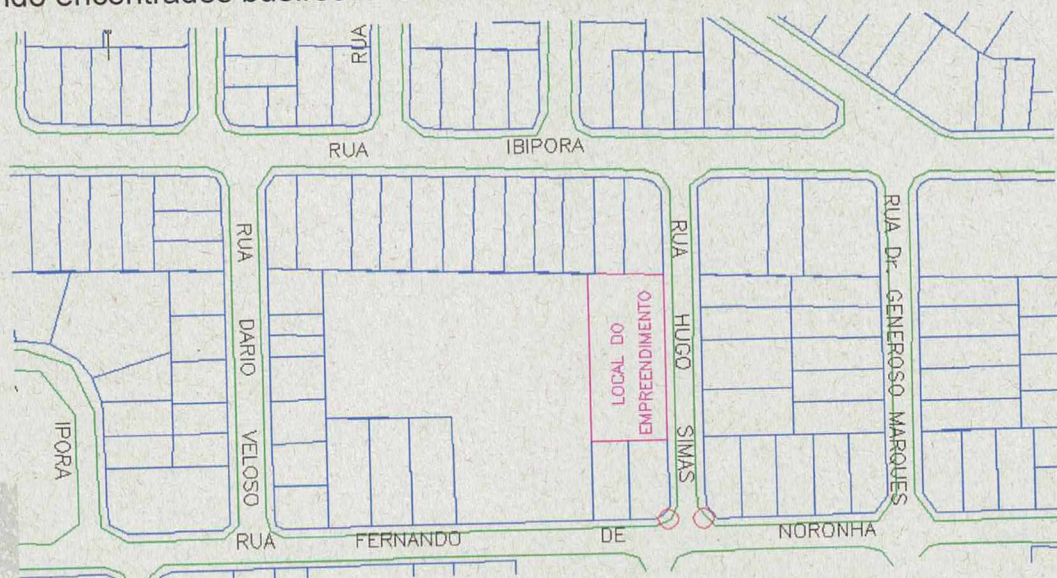 encontrados
RUA
RUA IBIPORA
RUA DARIO VELOSO
RUA HUGO SIMAS
RUA Dr. GENEROSO MARQUES
LOCAL DO
EMPREENDIMENTO
IPORA
RUA FERNANDO DE NORONHA